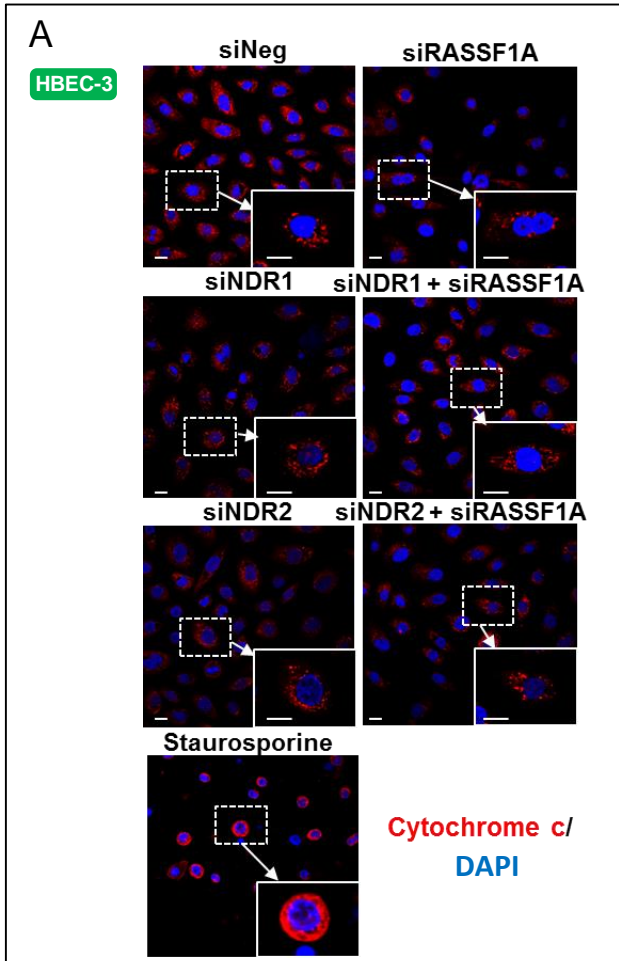 A
HBEC-3
siNeg
siRASSF1A
siNDR1
siNDR1 + siRASSF1A
siNDR2
siNDR2 + siRASSF1A
Staurosporine
Cytochrome c/
DAPI